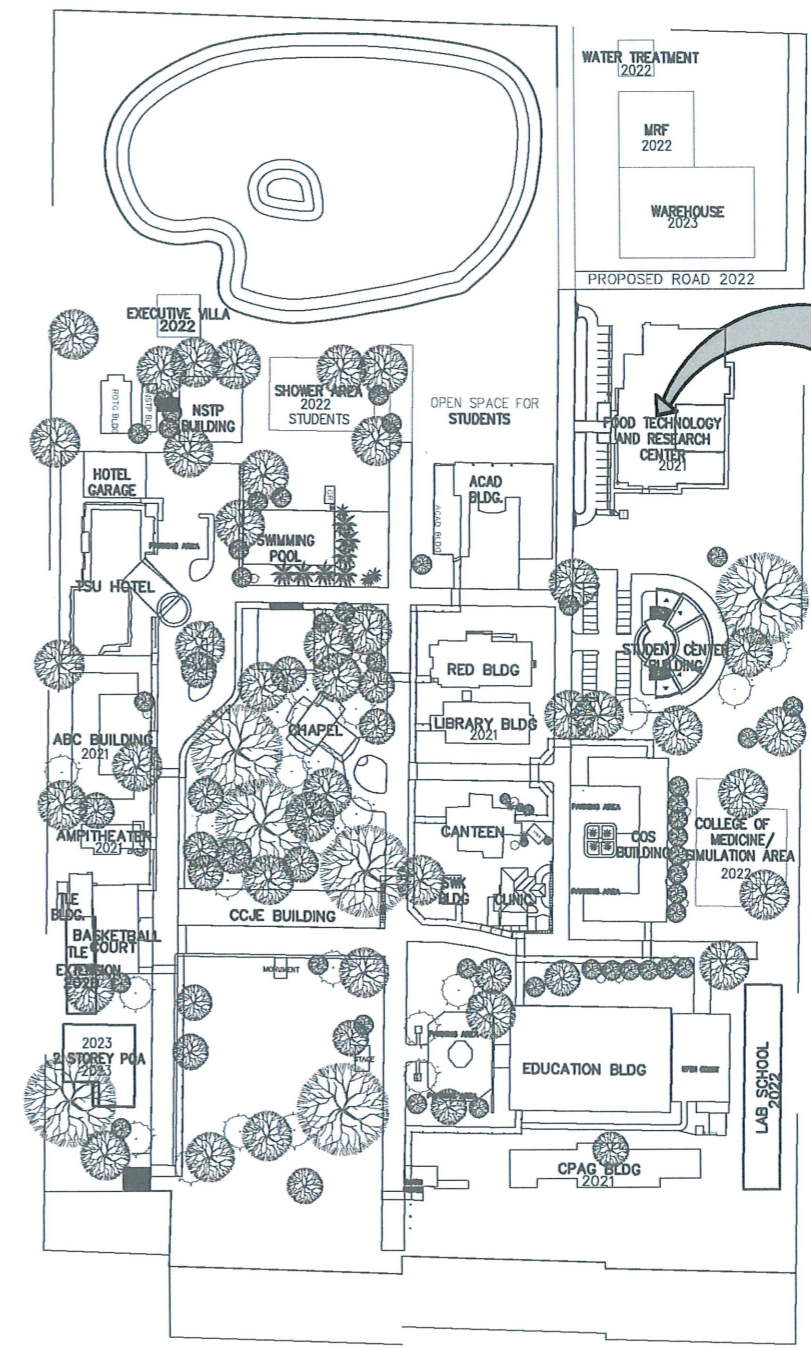 WATER TREATMENT
2022
MRF
2022
WAREHOUSE
2023
PROPOSED ROAD 2022
EXECUTIVE VILLA
2022
ROTC BLDG
NSTP BLDG
NSTP
BUILDING
SHOWER AREA
2022
STUDENTS
OPEN SPACE FOR
STUDENTS
FOOD TECHNOLOGY
AND RESEARCH
CENTER
2021
HOTEL
GARAGE
ACAD
BLDG.
ACAD BLDG
PARKING AREA
SWIMMING
POOL
TSU HOTEL
STUDENT CENTER
BUILDING
RED BLDG
CHAPEL
LIBRARY BLDG
2021
ABC BUILDING
2021
PARKING AREA
AMPITHEATER
2021
CANTEEN
COS
BUILDING
COLLEGE OF
MEDICINE/
SIMULATION AREA
2022
PARKING AREA
SWK
BLDG
CLINIC
TLE
BLDG.
CCJE BUILDING
BASKETBALL
COURT
TLE
EXTENSION
2020
MONUMENT
2023
2 STOREY POA
2023
STAGE
PARKING AREA
PARKING AREA
EDUCATION BLDG
OPEN COURT
LAB SCHOOL
2022
CPAG BLDG
2021